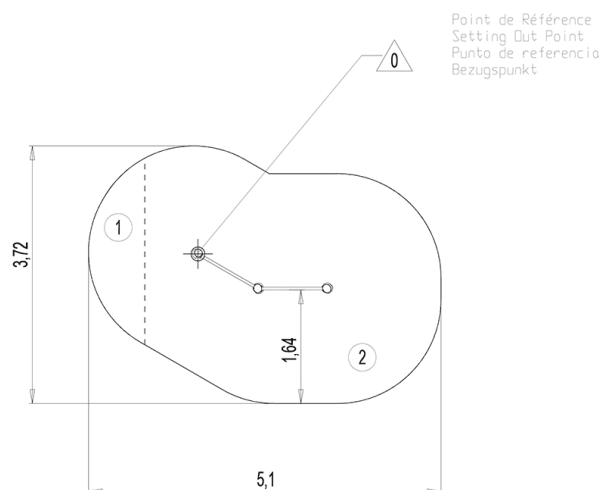 Point de Référence
Setting Out Point
Punto de referencia
Bezugspunkt
0
1
3,72
1,64
2
5,1